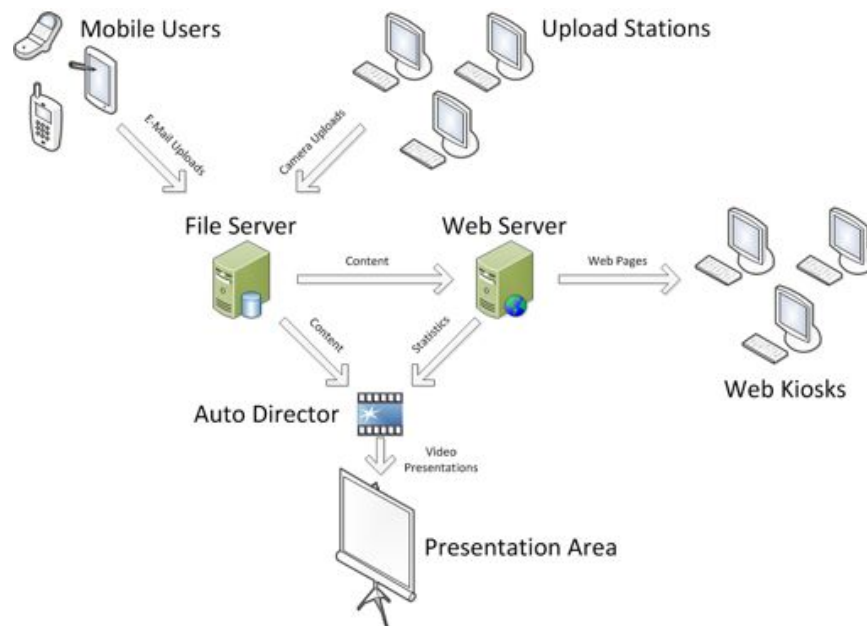 Mobile Users
Upload Stations
E-Mail Uploads
Camera Uploads
File Server
Web Server
Content
Web Pages
Content
Statistics
Web Kiosks
Auto Director
Video
Presentations
Presentation Area